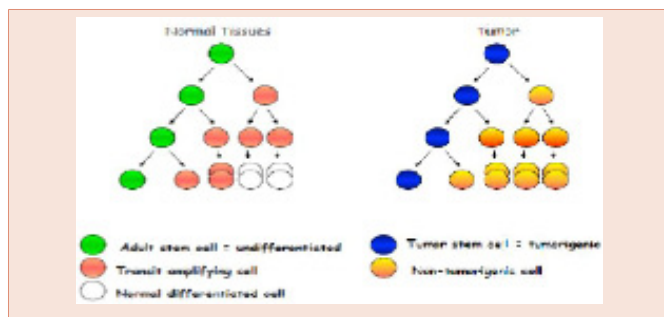 Normal Tissues
Tumor
Adult stem cell = undifferentiated
Transit amplifying cell
Normal differentiated cell
Tumor stem cell = tumorigenic
Non-tumorigenic cell